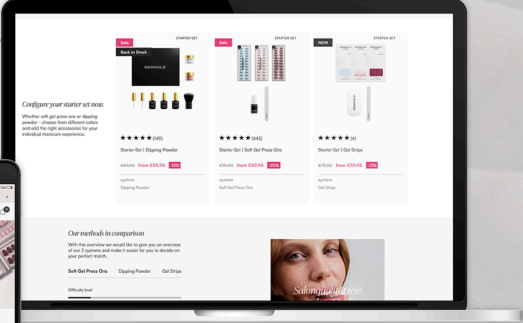 STARTER SET
STARTER SET
STARTER SET
Sale
Sale
NEW
Back in Stock
Configure your starter set now.
Whether soft gel press ons or dipping
powder - choose from different colors
and add the right accessories for your
individual manicure experience.
★★★★★ (145)
Starter-Set | Dipping Powder
from €59,95
system
Dipping Powder
★★★★★ (445)
Starter-Set | Soft Gel Press Ons
from €59,95
system
Soft Gel Press Ons
★★★★★ (4)
Starter-Set | Gel Strips
from €59,95
system
Gel Strips
Our methods in comparison
With this overview we would like to give you an overview
of our 2 systems and make it easier for you to decide on
your perfect match.
Soft Gel Press Ons Dipping Powder Gel Strips
Difficulty level
Salonqualität wie